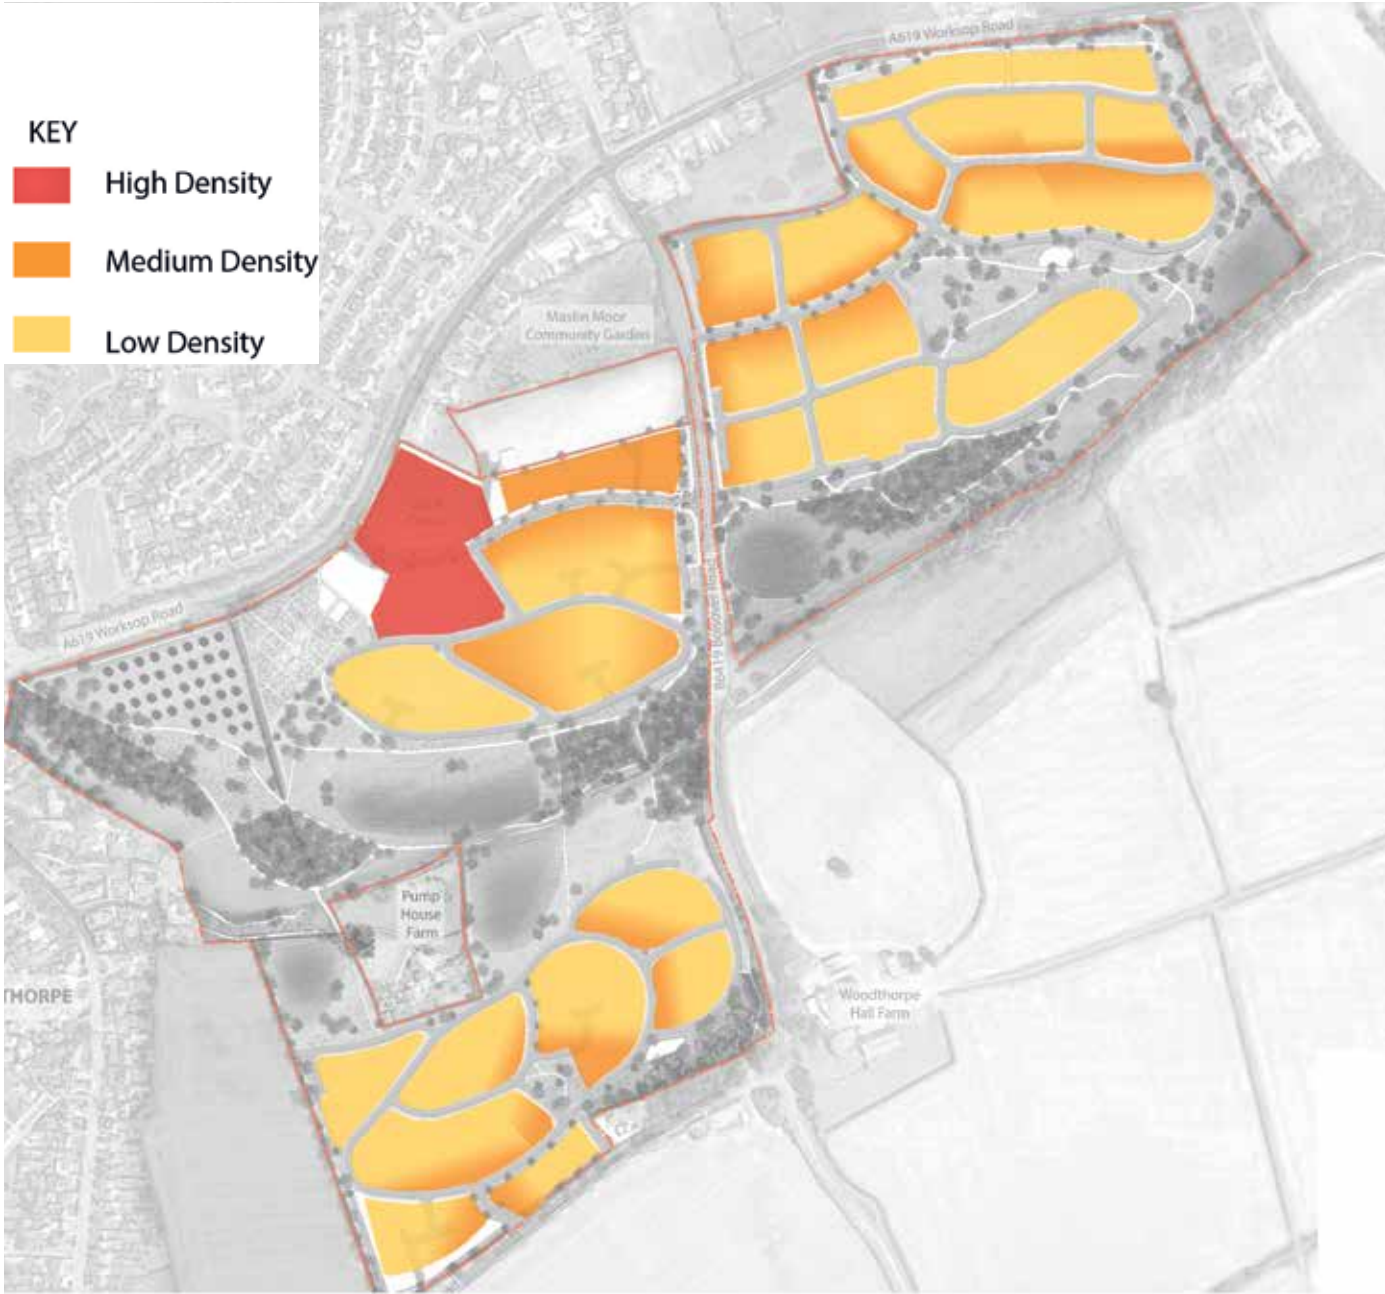 A619 Worksop Road
KEY
High Density
Medium Density
Low Density
Mastin Moor
Community Garden
A619 Worksop Road
B6419 Bolsover Road
Pump
House
Farm
THORPE
Woodthorpe
Hall Farm